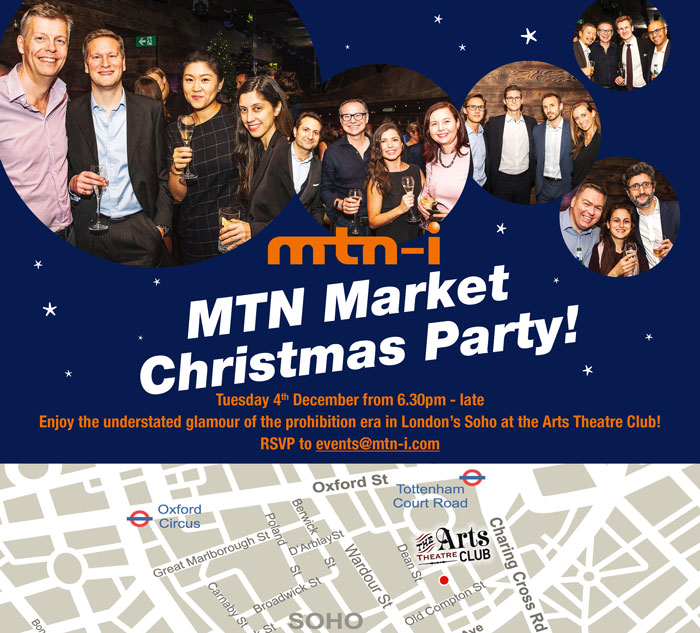 mtn-i
MTN Market
Christmas Party!
Tuesday 4th December from 6.30pm - late
Enjoy the understated glamour of the prohibition era in London's Soho at the Arts Theatre Club!
RSVP to events@mtn-i.com
Oxford St
Tottenham
Court Road
Oxford
Circus
Great Marlborough St
Poland St
Berwick St
D'Arblay St
Wardour St
Dean St
THE Arts
THEATRE CLUB
Charing Cross Rd
Carnaby St
Broadwick St
Old Compton St
SOHO
Ave